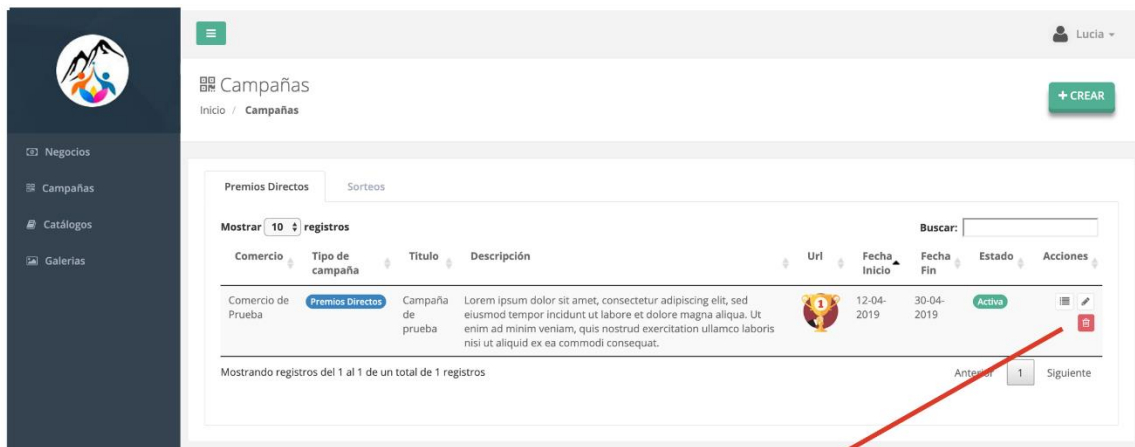 Lucia
Campañas
Inicio / Campañas
+ CREAR
Negocios
Campañas
Catálogos
Galerias
Premios Directos
Sorteos
Mostrar 10 registros
Buscar:
Comercio
Tipo de
campaña
Titulo
Descripción
Url
Fecha
Inicio
Fecha
Fin
Estado
Acciones
Comercio de
Prueba
Premios Directos
Campaña
de
prueba
Lorem ipsum dolor sit amet, consectetur adipiscing elit, sed
eiusmod tempor incidunt ut labore et dolore magna aliqua. Ut
enim ad minim veniam, quis nostrud exercitation ullamco laboris
nisi ut aliquid ex ea commodi consequat.
1
12-04-
2019
30-04-
2019
Activa
Mostrando registros del 1 al 1 de un total de 1 registros
Anterior 1 Siguiente